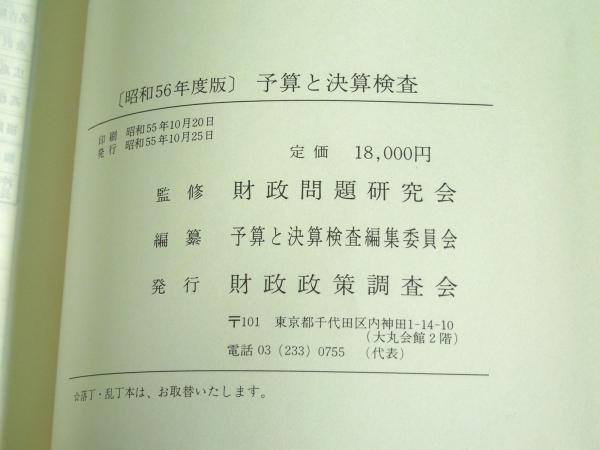 〔昭和56年度版〕 予算と決算検査
印刷 昭和55年10月20日
発行 昭和55年10月25日
定価 18,000円
監修 財政問題研究会
編纂 予算と決算検査編集委員会
発行 財政政策調査会
〒101 東京都千代田区内神田1-14-10
(大丸会館2階)
電話 03 (233) 0755 (代表)
☆落丁・乱丁本は、お取替いたします。